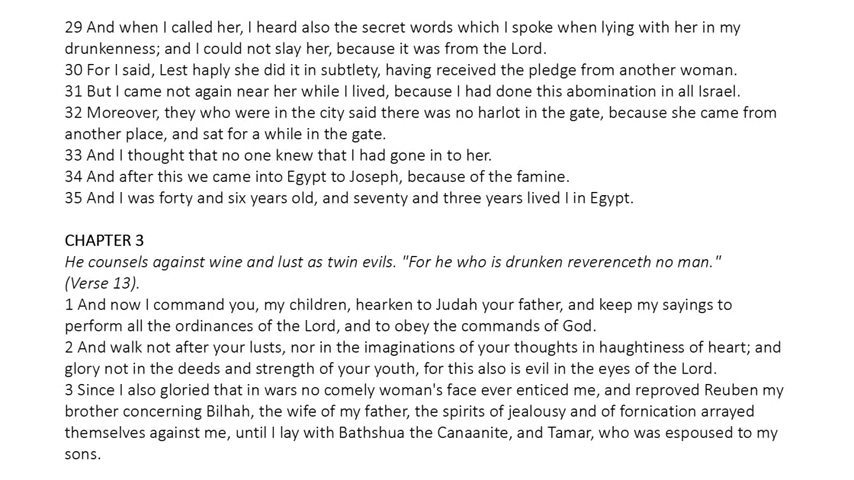 29 And when I called her, I heard also the secret words which I spoke when lying with her in my
drunkenness; and I could not slay her, because it was from the Lord.
30 For I said, Lest haply she did it in subtlety, having received the pledge from another woman.
31 But I came not again near her while I lived, because I had done this abomination in all Israel.
32 Moreover, they who were in the city said there was no harlot in the gate, because she came from
another place, and sat for a while in the gate.
33 And I thought that no one knew that I had gone in to her.
34 And after this we came into Egypt to Joseph, because of the famine.
35 And I was forty and six years old, and seventy and three years lived I in Egypt.
CHAPTER 3
He counsels against wine and lust as twin evils. "For he who is drunken reverenceth no man."
(Verse 13).
1 And now I command you, my children, hearken to Judah your father, and keep my sayings to
perform all the ordinances of the Lord, and to obey the commands of God.
2 And walk not after your lusts, nor in the imaginations of your thoughts in haughtiness of heart; and
glory not in the deeds and strength of your youth, for this also is evil in the eyes of the Lord.
3 Since I also gloried that in wars no comely woman's face ever enticed me, and reproved Reuben my
brother concerning Bilhah, the wife of my father, the spirits of jealousy and of fornication arrayed
themselves against me, until I lay with Bathshua the Canaanite, and Tamar, who was espoused to my
sons.